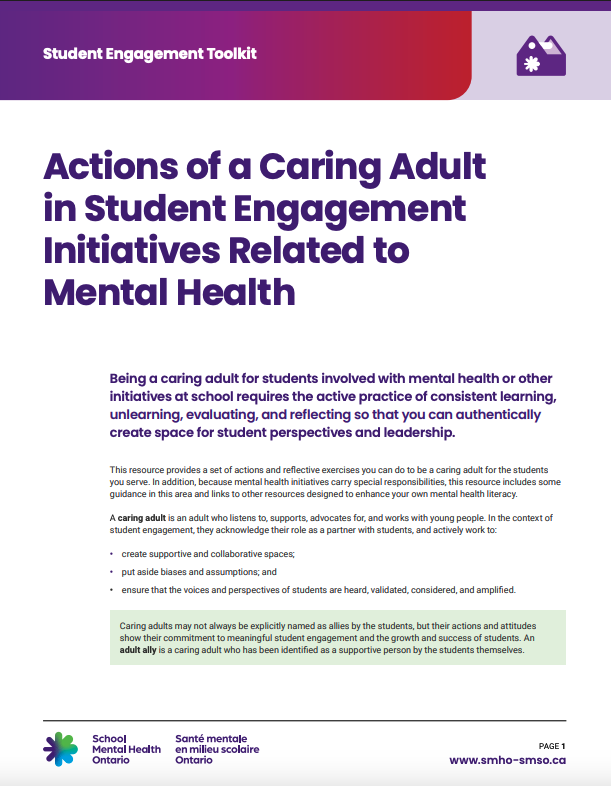 Student Engagement Toolkit
Actions of a Caring Adult
in Student Engagement
Initiatives Related to
Mental Health
Being a caring adult for students involved with mental health or other
initiatives at school requires the active practice of consistent learning,
unlearning, evaluating, and reflecting so that you can authentically
create space for student perspectives and leadership.
This resource provides a set of actions and reflective exercises you can do to be a caring adult for the students
you serve. In addition, because mental health initiatives carry special responsibilities, this resource includes some
guidance in this area and links to other resources designed to enhance your own mental health literacy.
A caring adult is an adult who listens to, supports, advocates for, and works with young people. In the context of
student engagement, they acknowledge their role as a partner with students, and actively work to:
• create supportive and collaborative spaces;
• put aside biases and assumptions; and
• ensure that the voices and perspectives of students are heard, validated, considered, and amplified.
Caring adults may not always be explicitly named as allies by the students, but their actions and attitudes
show their commitment to meaningful student engagement and the growth and success of students. An
adult ally is a caring adult who has been identified as a supportive person by the students themselves.
School
Mental Health
Ontario
Santé mentale
en milieu scolaire
Ontario
PAGE 1
www.smho-smso.ca